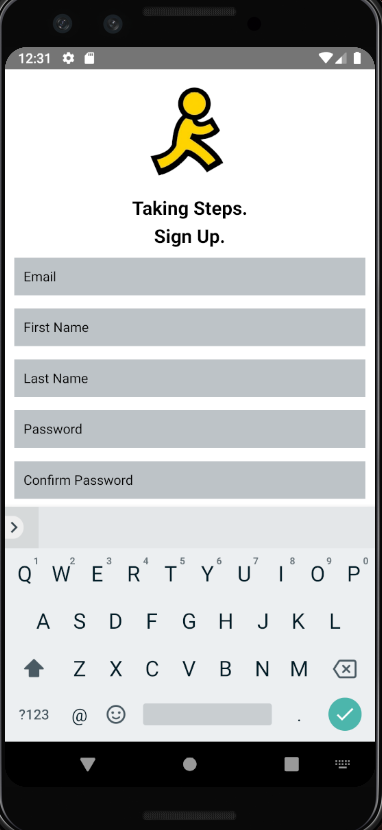 12:31
Taking Steps.
Sign Up.
Email
First Name
Last Name
Password
Confirm Password
Q1 W2 E3 R4 T5 Y6 U7 I8 O9 P0
A S D F G H J K L
Z X C V B N M
?123 @ .